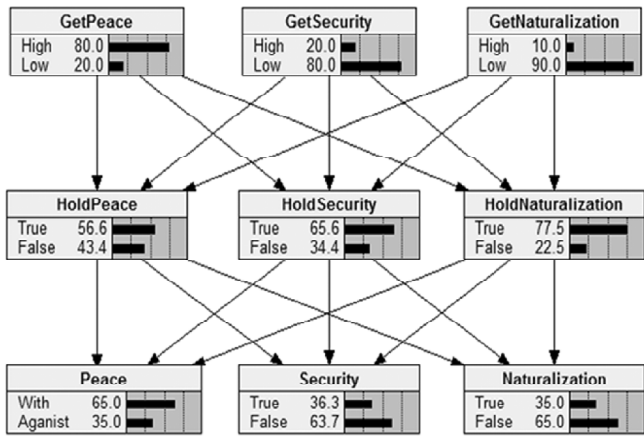 GetPeace
High 80.0
Low 20.0
GetSecurity
High 20.0
Low 80.0
GetNaturalization
High 10.0
Low 90.0
HoldPeace
True 56.6
False 43.4
HoldSecurity
True 65.6
False 34.4
HoldNaturalization
True 77.5
False 22.5
Peace
With 65.0
Aganist 35.0
Security
True 36.3
False 63.7
Naturalization
True 35.0
False 65.0